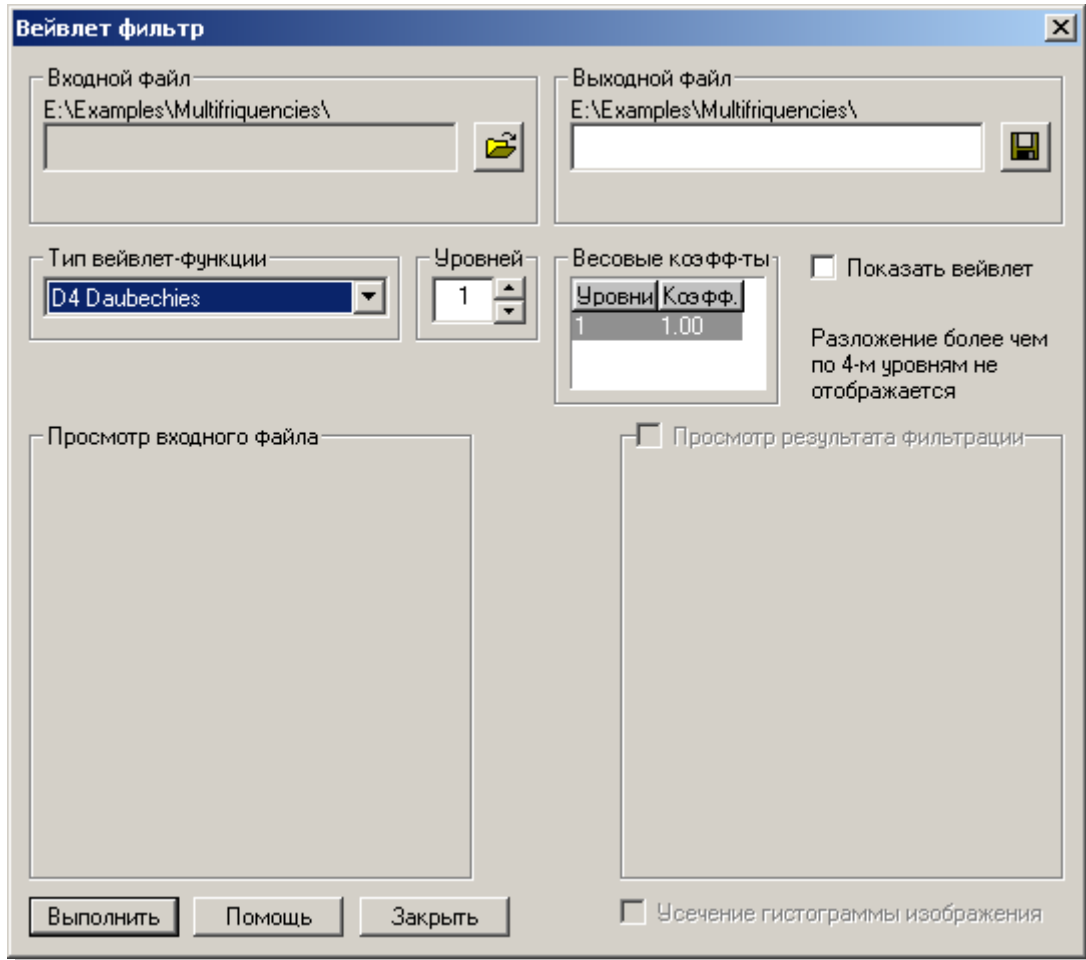 Вейвлет фильтр
Входной файл
E:\Examples\Multifriquencies\
Выходной файл
E:\Examples\Multifriquencies\
Тип вейвлет-функции
D4 Daubechies
Уровней
1
Весовые коэфф-ты
Уровни Коэфф.
1 1.00
Показать вейвлет
Разложение более чем
по 4-м уровням не
отображается
Просмотр входного файла
Просмотр результата фильтрации
Выполнить
Помощь
Закрыть
Усечение гистограммы изображения